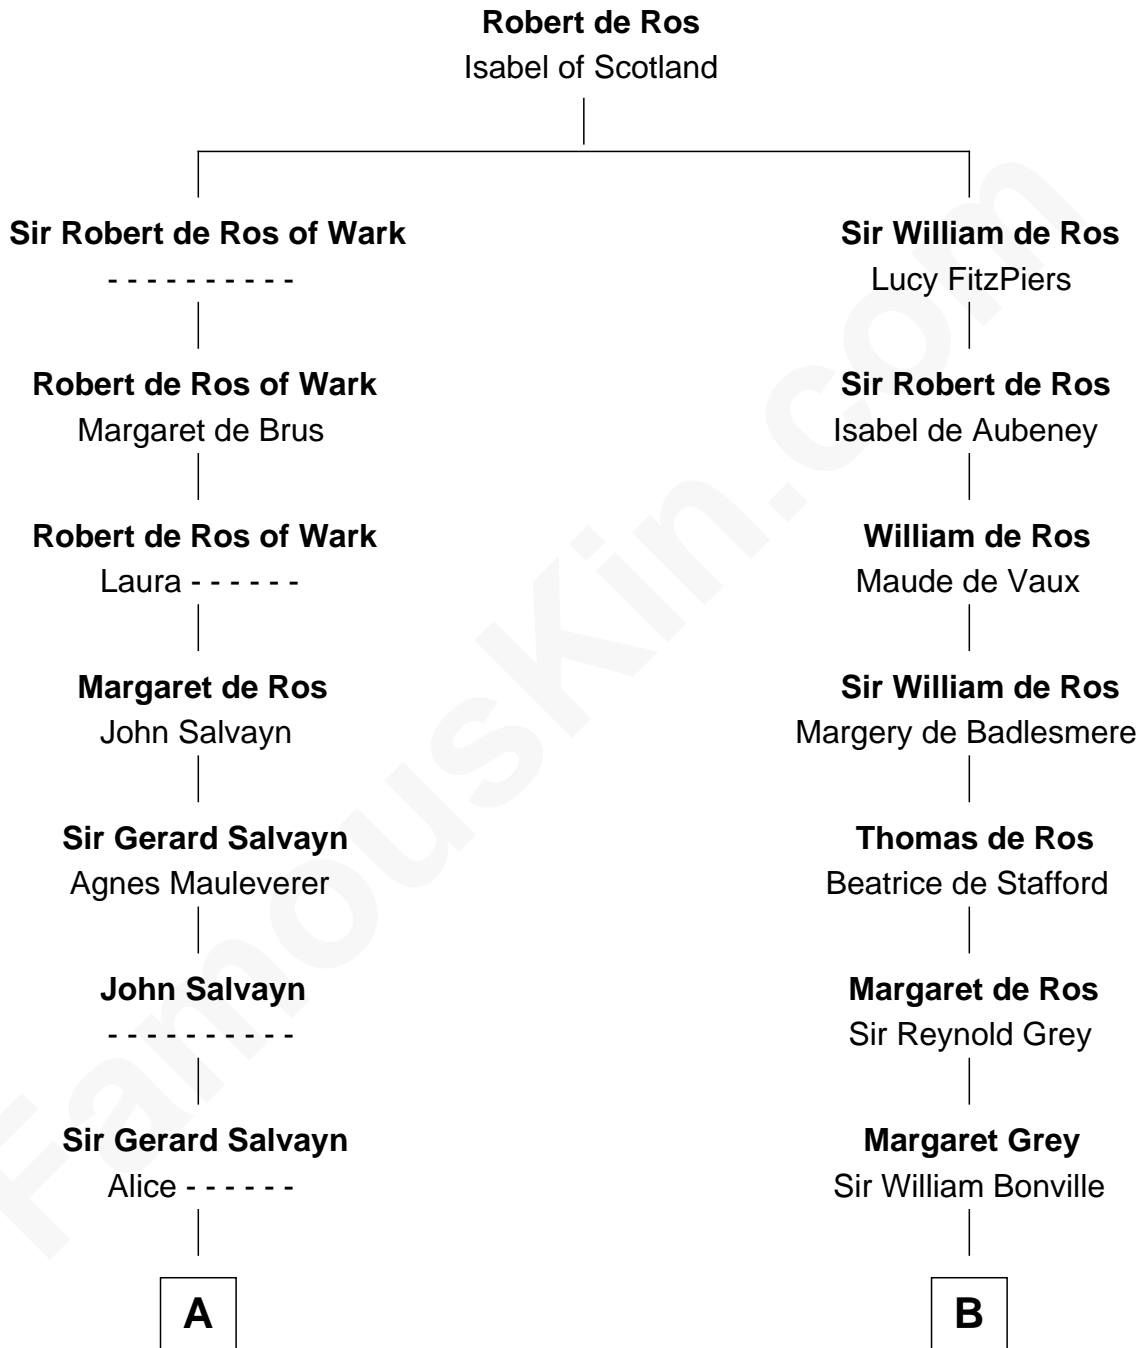 Robert de Ros
Isabel of Scotland
Sir Robert de Ros of Wark
- - - - - - - - - -
Robert de Ros of Wark
Margaret de Brus
Robert de Ros of Wark
Laura - - - - - -
Margaret de Ros
John Salvayn
Sir Gerard Salvayn
Agnes Mauleverer
John Salvayn
- - - - - - - - - -
Sir Gerard Salvayn
Alice - - - - - -
A
Sir William de Ros
Lucy FitzPiers
Sir Robert de Ros
Isabel de Aubeney
William de Ros
Maude de Vaux
Sir William de Ros
Margery de Badlesmere
Thomas de Ros
Beatrice de Stafford
Margaret de Ros
Sir Reynold Grey
Margaret Grey
Sir William Bonville
B
FamousKin.com